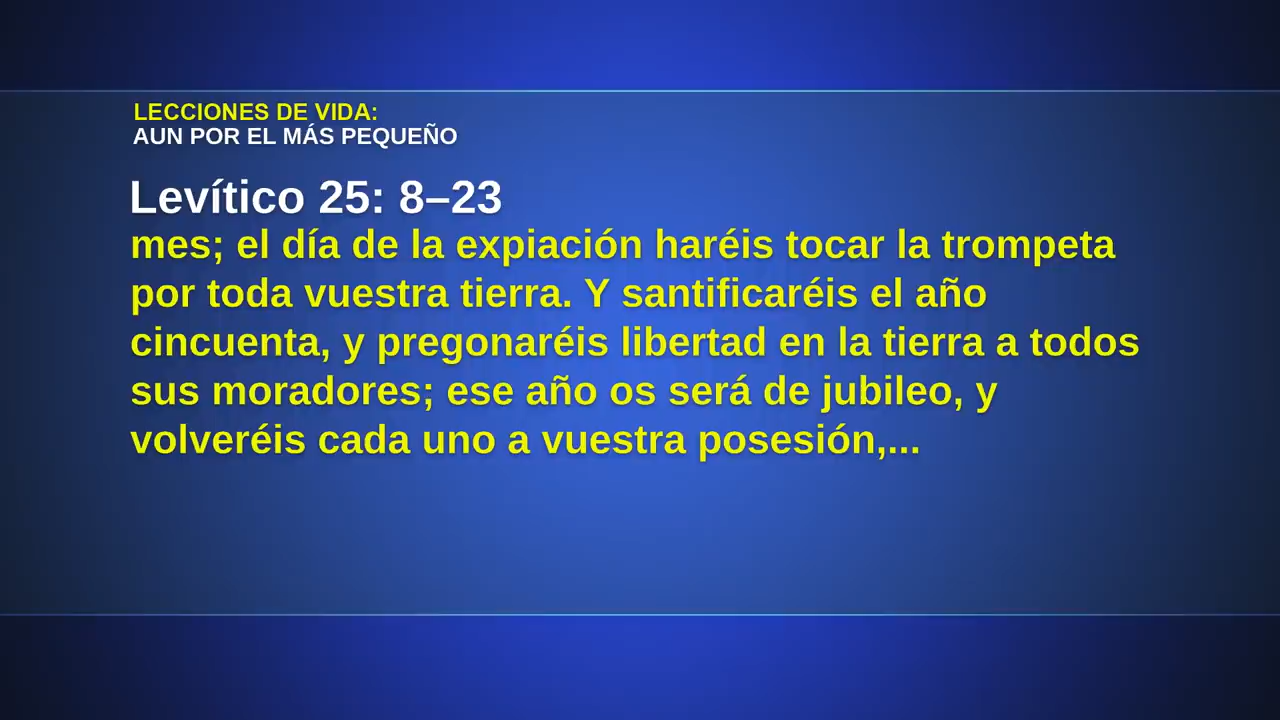 LECCIONES DE VIDA:
AUN POR EL MÁS PEQUEÑO
Levítico 25: 8–23
mes; el día de la expiación haréis tocar la trompeta
por toda vuestra tierra. Y santificaréis el año
cincuenta, y pregonaréis libertad en la tierra a todos
sus moradores; ese año os será de jubileo, y
volveréis cada uno a vuestra posesión,...